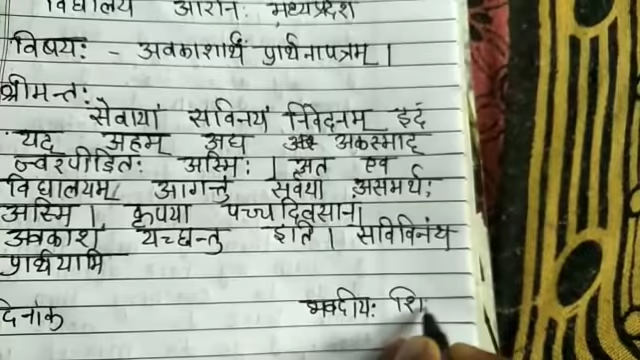 विद्यालय आरोन: मध्यप्रदेश
विषय: - अवकाशार्थं प्रार्थनापत्रम् ।
श्रीमन्त:
सेवायां सविनयं निवेदनम् इदं
यद् अहम् अद्य अकस्माद्
ज्वरपीडित: अस्मि: । अत एव
विद्यालयम् आगन्तुं सर्वथा असमर्थ:
अस्मि । कृपया पच्चदिवसाना
अवकाशं यच्छन्तु इति । सविविनंय
प्रार्थयामि
दिनांक भवदीय: शि